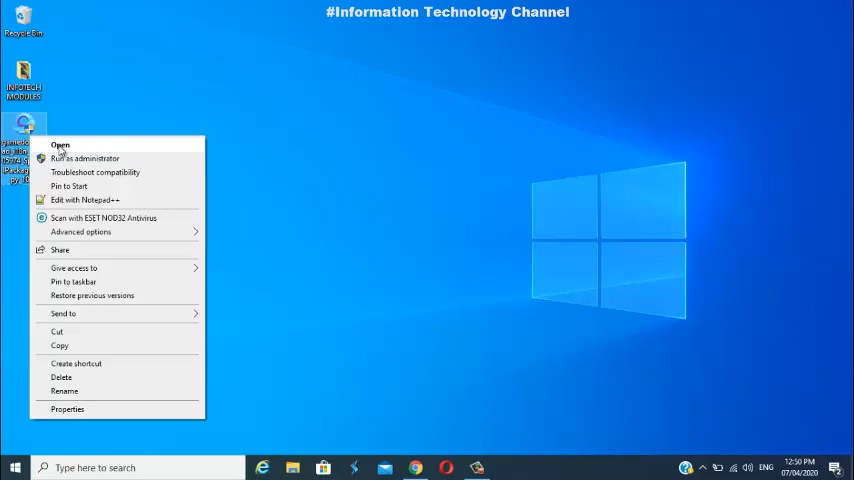 #Information Technology Channel
Recycle Bin
INFOTECH
MODULES
Open
Run as administrator
Troubleshoot compatibility
Pin to Start
Edit with Notepad++
Scan with ESET NOD32 Antivirus
Advanced options
Share
Give access to
Pin to taskbar
Restore previous versions
Send to
Cut
Copy
Create shortcut
Delete
Rename
Properties
Type here to search
ENG
12:50 PM
07/04/2020
2